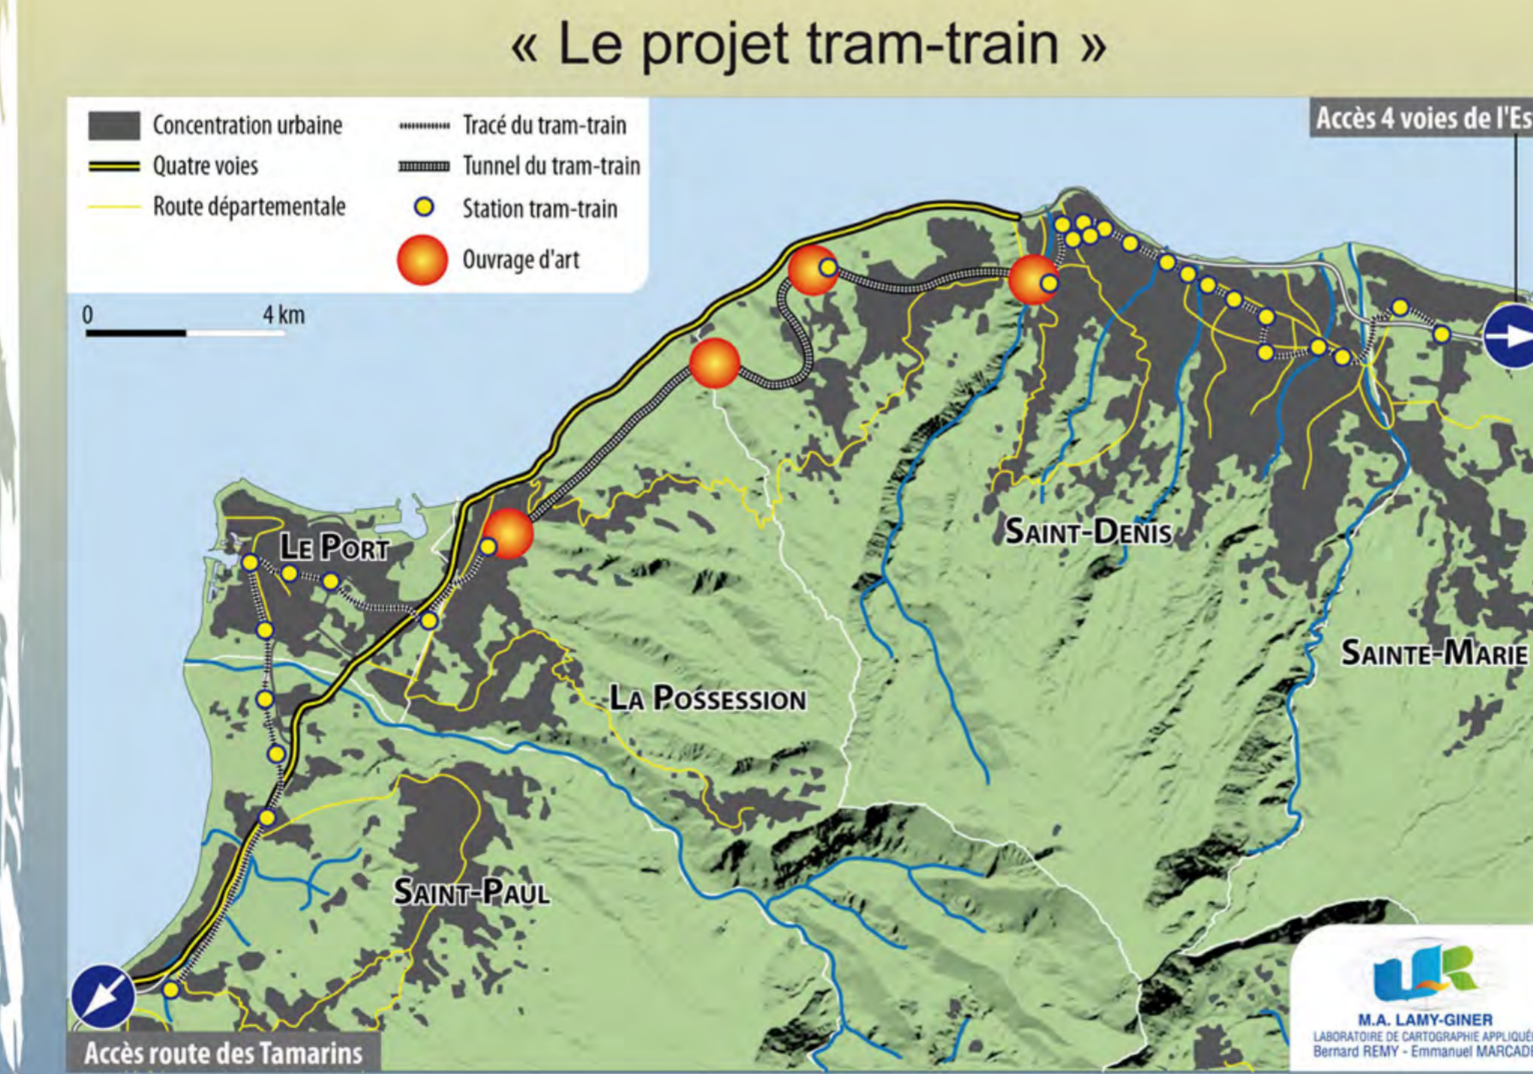 « Le projet tram-train »
Concentration urbaine
Quatre voies
Route départementale
Tracé du tram-train
Tunnel du tram-train
Station tram-train
Ouvrage d'art
0 4 km
Accès 4 voies de l'Es
LE PORT
SAINT-DENIS
SAINTE-MARIE
LA POSSESSION
SAINT-PAUL
Accès route des Tamarins
UR
M.A. LAMY-GINER
LABORATOIRE DE CARTOGRAPHIE APPLIQUÉ
Bernard REMY - Emmanuel MARCAD